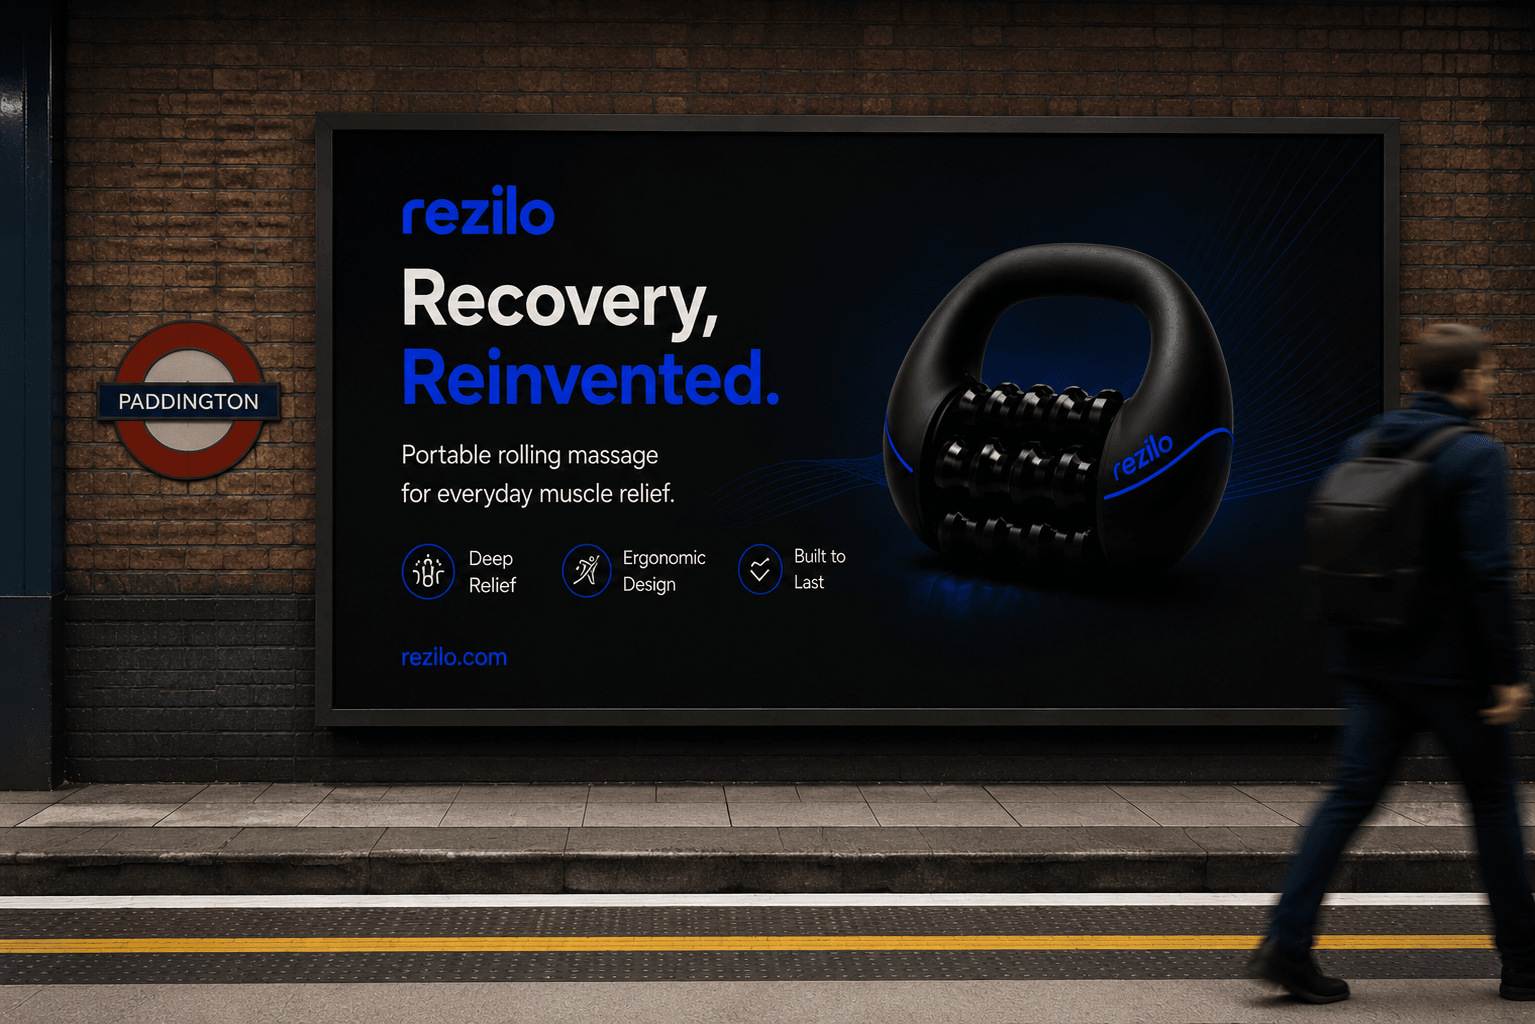 PADDINGTON
rezilo
Recovery,
Reinvented.
Portable rolling massage
for everyday muscle relief.
Deep
Relief
Ergonomic
Design
Built to
Last
rezilo.com
rezilo